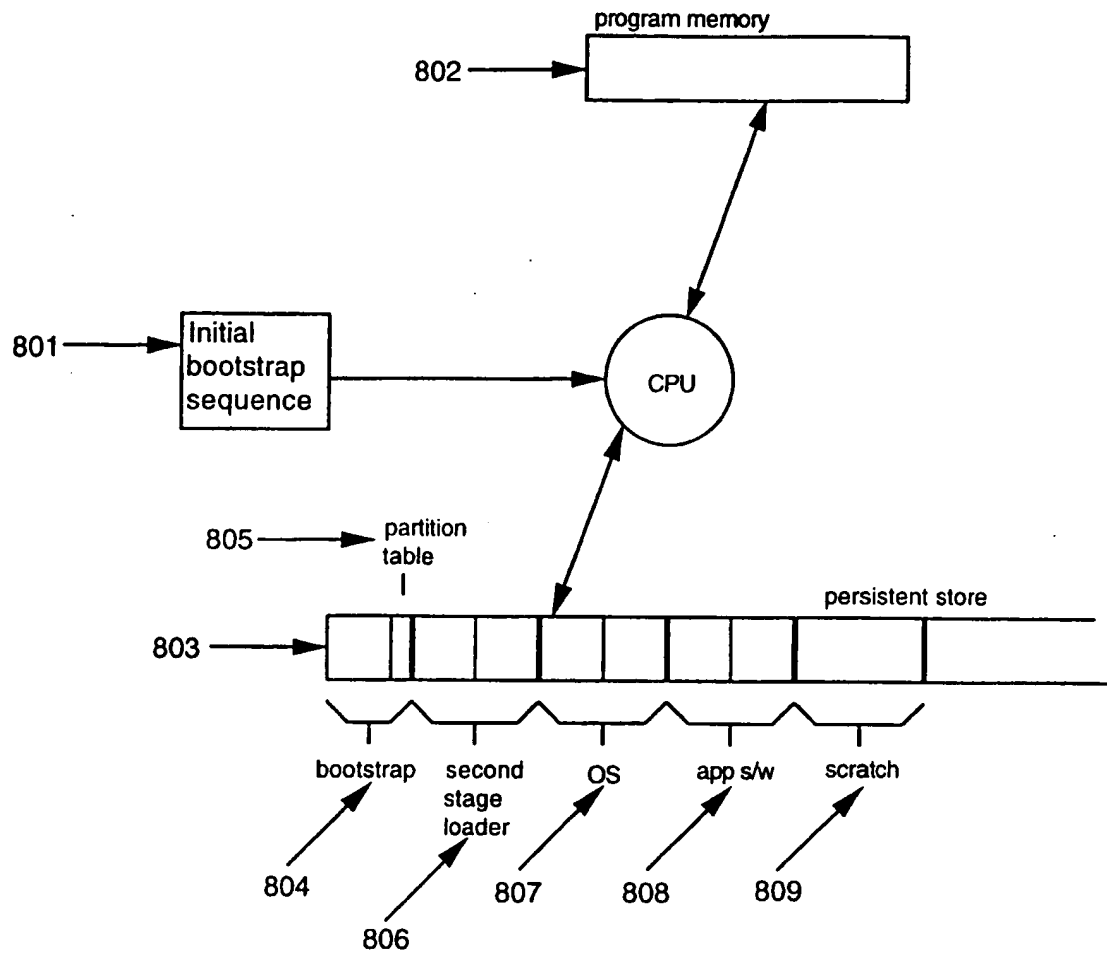 program memory
802
801
Initial
bootstrap
sequence
CPU
805
partition
table
persistent store
803
bootstrap
second
stage
loader
OS
app s/w
scratch
804
806
807
808
809